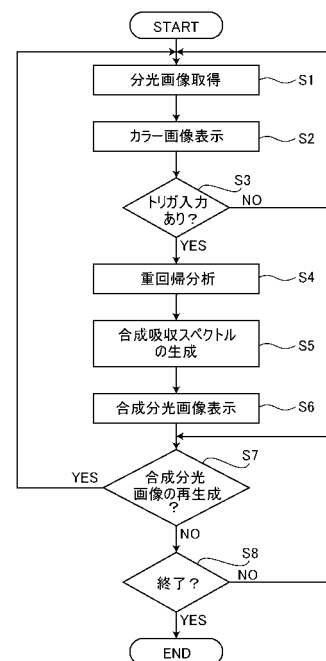 START
分光画像取得
S1
カラー画像表示
S2
S3
トリガ入力
あり?
NO
YES
重回帰分析
S4
合成吸収スペクトル
の生成
S5
合成分光画像表示
S6
S7
YES
合成分光
画像の再生成
?
NO
S8
終了?
NO
YES
END